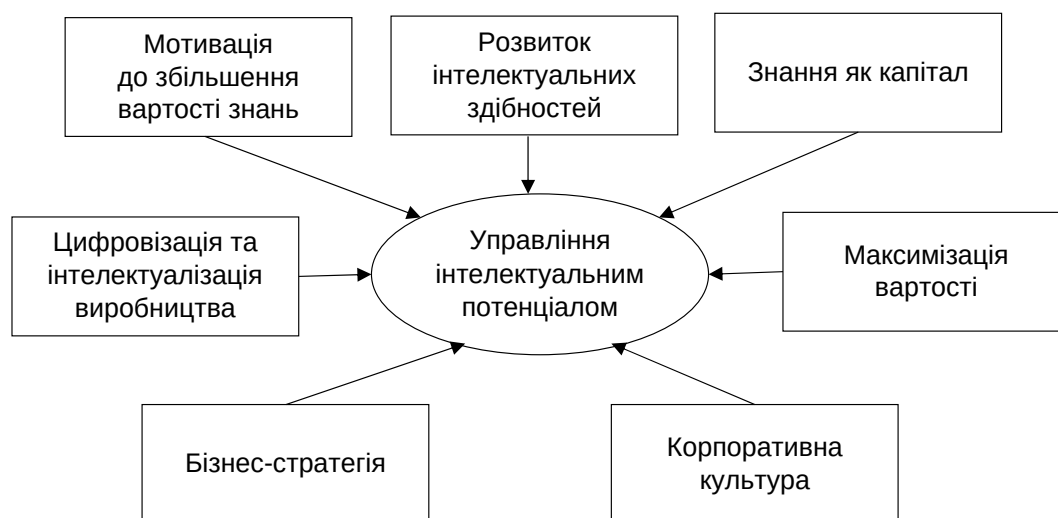 Мотивація
до збільшення
вартості знань
Розвиток
інтелектуальних
здібностей
Знання як капітал
Цифровізація та
інтелектуалізація
виробництва
Управління
інтелектуальним
потенціалом
Максимізація
вартості
Бізнес-стратегія
Корпоративна
культура